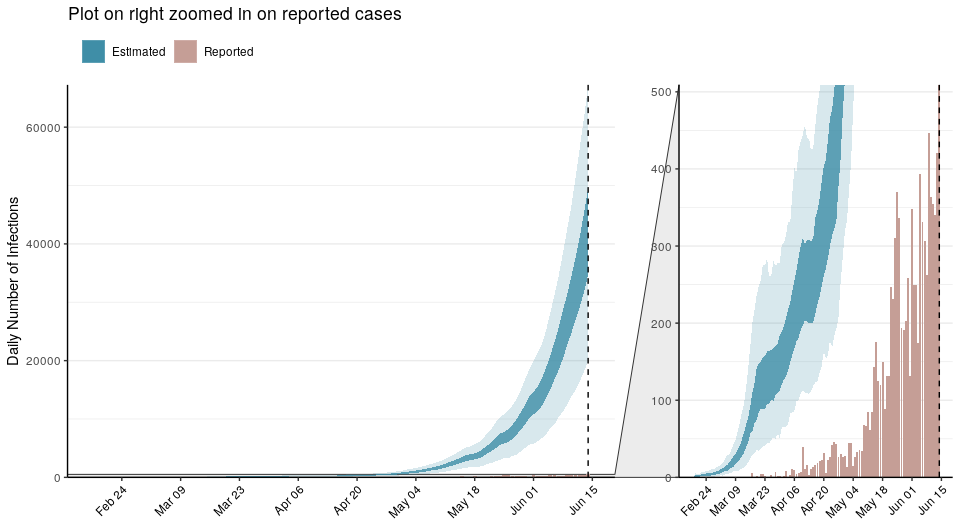 Plot on right zoomed in on reported cases
Estimated Reported
Daily Number of Infections
60000
40000
20000
0
Feb 24 Mar 09 Mar 23 Apr 06 Apr 20 May 04 May 18 Jun 01 Jun 15
500
400
300
200
100
0
Feb 24 Mar 09 Mar 23 Apr 06 Apr 20 May 04 May 18 Jun 01 Jun 15